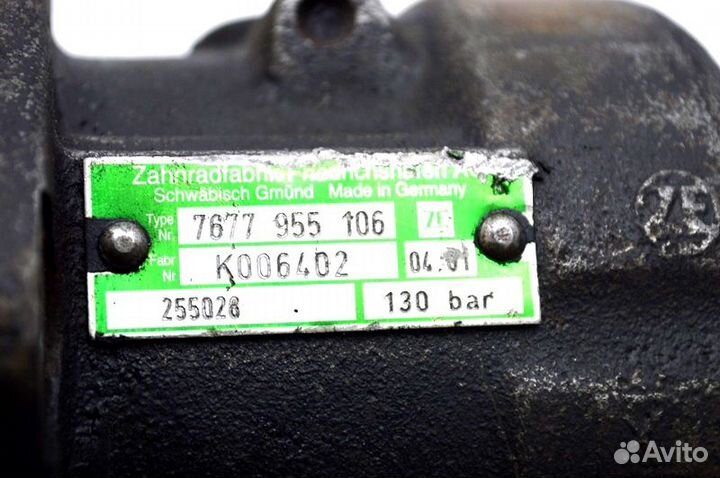 Zahnradfabrik Friedrichshafen A
Schwäbisch Gmünd Made in Germany
Type Nr. 7677 955 106 ZF
Fabr Nr K006402 04.01
255028 130 bar
ZF
Avito